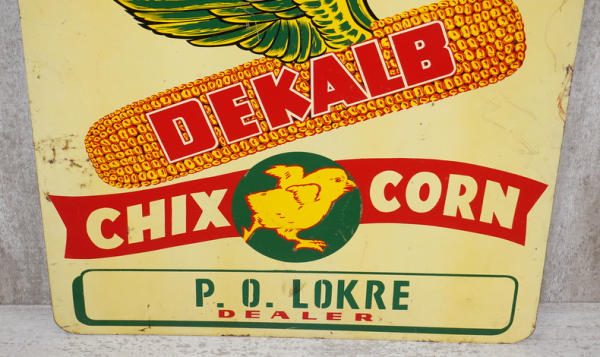 DEKALB
CHIX CORN
P. O. LOKRE
DEALER